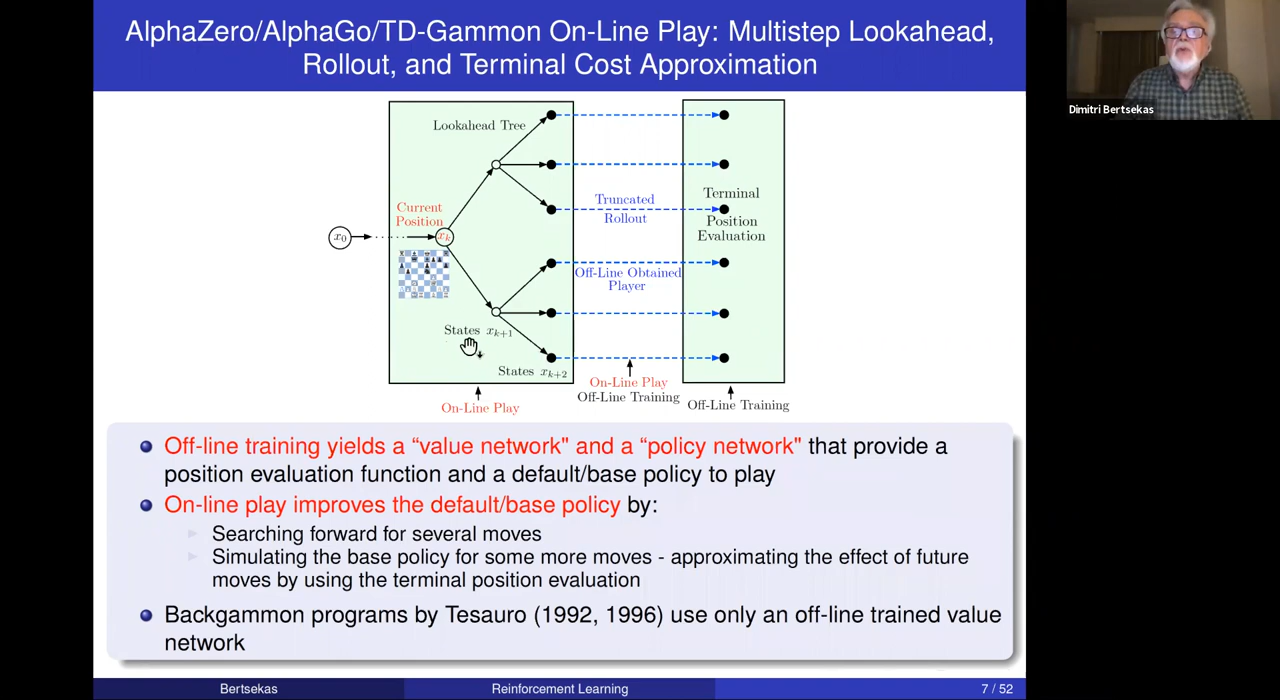 AlphaZero/AlphaGo/TD-Gammon On-Line Play: Multistep Lookahead,
Rollout, and Terminal Cost Approximation
Dimitri Bertsekas
Lookahead Tree
Current
Position
x0
xk
States xk+1
States xk+2
Truncated
Rollout
Off-Line Obtained
Player
Terminal
Position
Evaluation
On-Line Play
On-Line Play
Off-Line Training
Off-Line Training
Off-line training yields a “value network" and a “policy network" that provide a
position evaluation function and a default/base policy to play
On-line play improves the default/base policy by:
Searching forward for several moves
Simulating the base policy for some more moves - approximating the effect of future
moves by using the terminal position evaluation
Backgammon programs by Tesauro (1992, 1996) use only an off-line trained value
network
Bertsekas
Reinforcement Learning
7 / 52